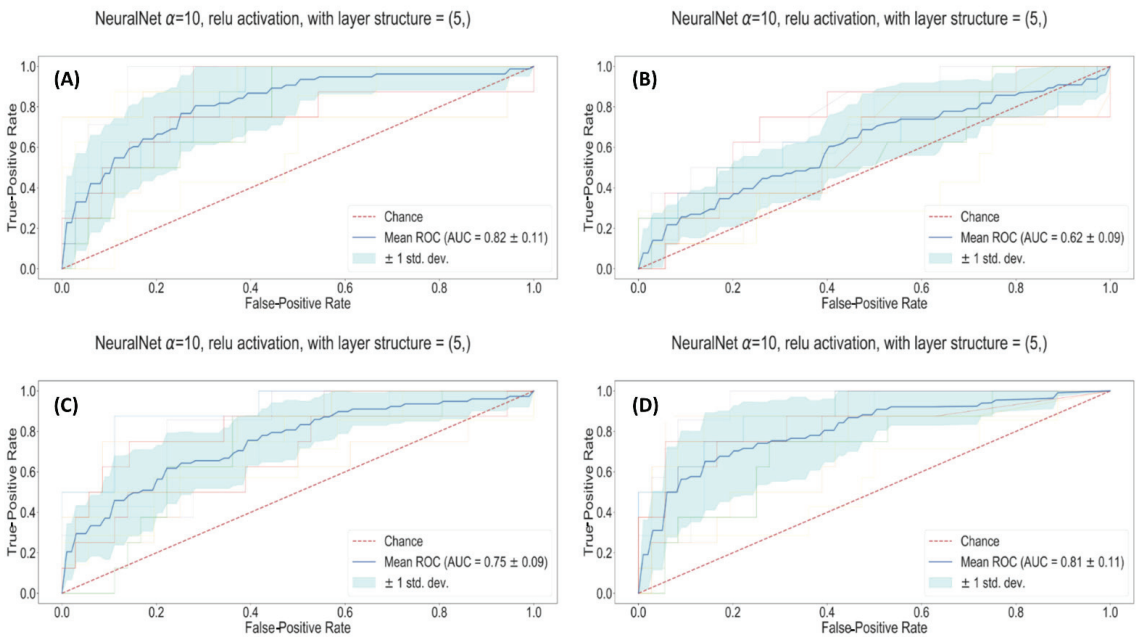 NeuralNet α=10, relu activation, with layer structure = (5,)
(A)
True-Positive Rate
1.0
0.8
0.6
0.4
0.2
0.0
Chance
Mean ROC (AUC = 0.82 ± 0.11)
± 1 std. dev.
0.0 0.2 0.4 0.6 0.8 1.0
False-Positive Rate
NeuralNet α=10, relu activation, with layer structure = (5,)
(B)
True-Positive Rate
1.0
0.8
0.6
0.4
0.2
0.0
Chance
Mean ROC (AUC = 0.62 ± 0.09)
± 1 std. dev.
0.0 0.2 0.4 0.6 0.8 1.0
False-Positive Rate
NeuralNet α=10, relu activation, with layer structure = (5,)
(C)
True-Positive Rate
1.0
0.8
0.6
0.4
0.2
0.0
Chance
Mean ROC (AUC = 0.75 ± 0.09)
± 1 std. dev.
0.0 0.2 0.4 0.6 0.8 1.0
False-Positive Rate
NeuralNet α=10, relu activation, with layer structure = (5,)
(D)
True-Positive Rate
1.0
0.8
0.6
0.4
0.2
0.0
Chance
Mean ROC (AUC = 0.81 ± 0.11)
± 1 std. dev.
0.0 0.2 0.4 0.6 0.8 1.0
False-Positive Rate